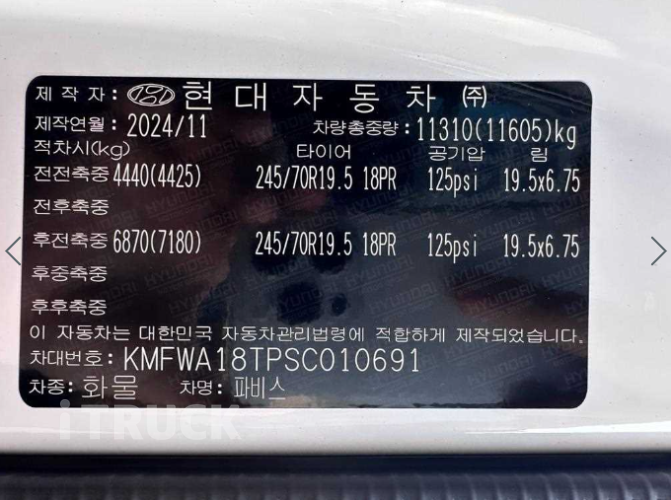 제 작 자: 현 대 자 동 차 ㈜
제작연월: 2024/11 차량총중량: 11310(11605)kg
적차시(kg) 타이어 공기압 림
전전축중 4440(4425) 245/70R19.5 18PR 125psi 19.5x6.75
전후축중
후전축중 6870(7180) 245/70R19.5 18PR 125psi 19.5x6.75
후중축중
후후축중
이 자동차는 대한민국 자동차관리법령에 적합하게 제작되었습니다.
차대번호: KMFWA18TPSC010691
차종: 화물 차명: 파비스
iTRUCK